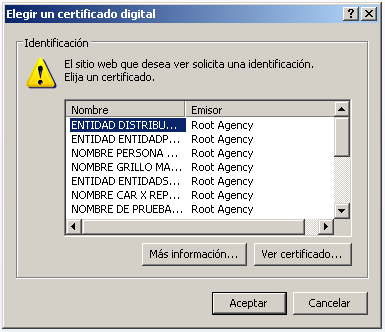 Elegir un certificado digital
Identificación
El sitio web que desea ver solicita una identificación.
Elija un certificado.
Nombre Emisor
ENTIDAD DISTRIBU... Root Agency
ENTIDAD ENTIDADP... Root Agency
NOMBRE PERSONA ... Root Agency
NOMBRE GRILLO MA... Root Agency
ENTIDAD ENTIDADS... Root Agency
NOMBRE CAR X REP... Root Agency
NOMBRE DE PRUEBA... Root Agency
Más información... Ver certificado...
Aceptar Cancelar